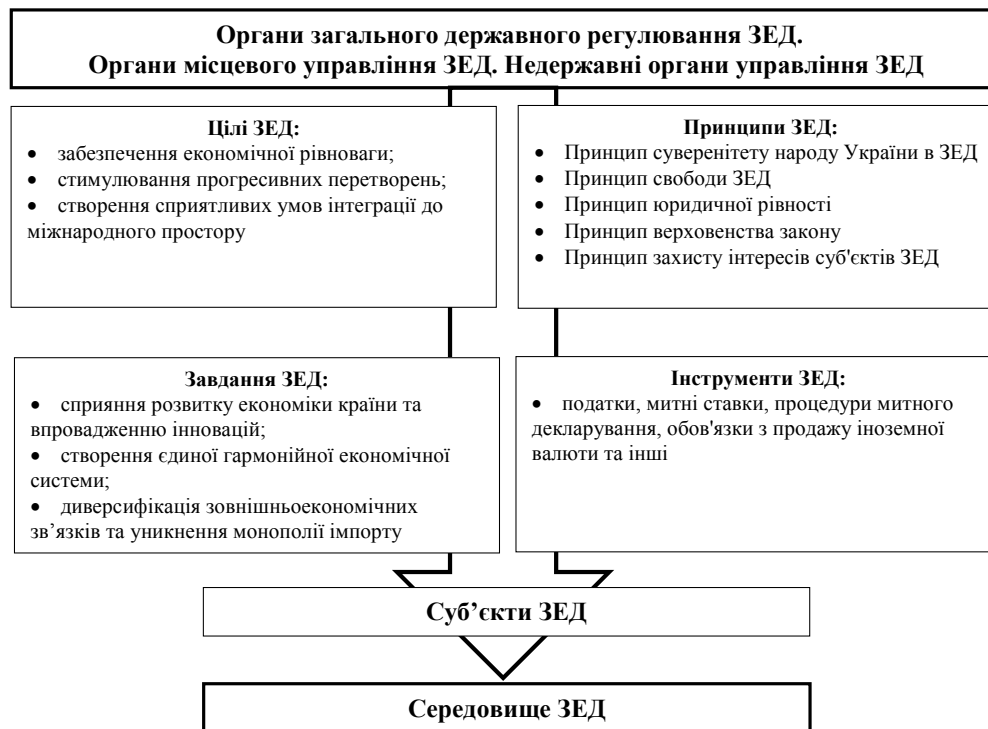 Органи загального державного регулювання ЗЕД.
Органи місцевого управління ЗЕД. Недержавні органи управління ЗЕД
Цілі ЗЕД:
• забезпечення економічної рівноваги;
• стимулювання прогресивних перетворень;
• створення сприятливих умов інтеграції до
міжнародного простору
Принципи ЗЕД:
• Принцип суверенітету народу України в ЗЕД
• Принцип свободи ЗЕД
• Принцип юридичної рівності
• Принцип верховенства закону
• Принцип захисту інтересів суб'єктів ЗЕД
Завдання ЗЕД:
• сприяння розвитку економіки країни та
впровадженню інновацій;
• створення єдиної гармонійної економічної
системи;
• диверсифікація зовнішньоекономічних
зв’язків та уникнення монополії імпорту
Інструменти ЗЕД:
• податки, митні ставки, процедури митного
декларування, обов'язки з продажу іноземної
валюти та інші
Суб’єкти ЗЕД
Середовище ЗЕД